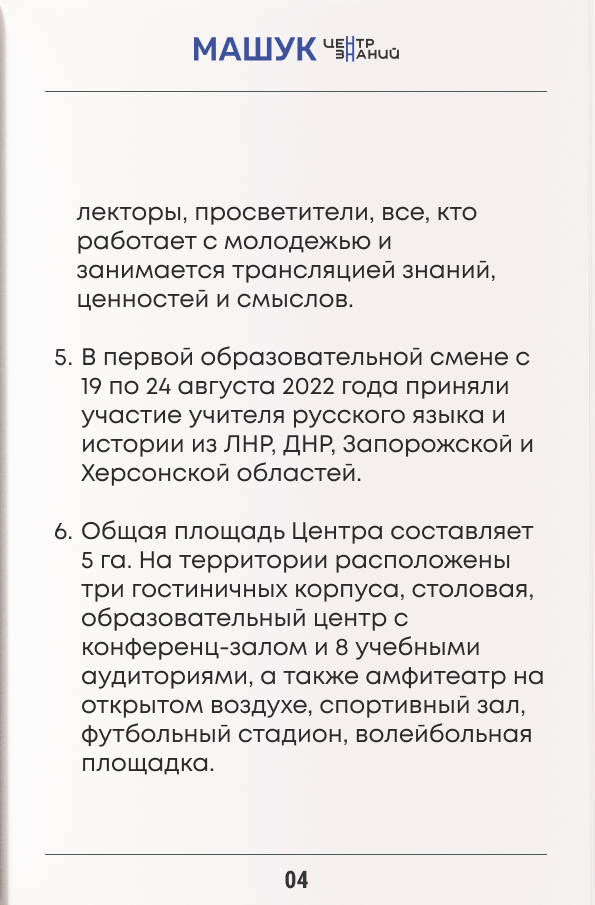 МАШУК ЦЕНТР ЗНАНИЙ
лекторы, просветители, все, кто
работает с молодежью и
занимается трансляцией знаний,
ценностей и смыслов.
5. В первой образовательной смене с
19 по 24 августа 2022 года приняли
участие учителя русского языка и
истории из ЛНР, ДНР, Запорожской и
Херсонской областей.
6. Общая площадь Центра составляет
5 га. На территории расположены
три гостиничных корпуса, столовая,
образовательный центр с
конференц-залом и 8 учебными
аудиториями, а также амфитеатр на
открытом воздухе, спортивный зал,
футбольный стадион, волейбольная
площадка.
04